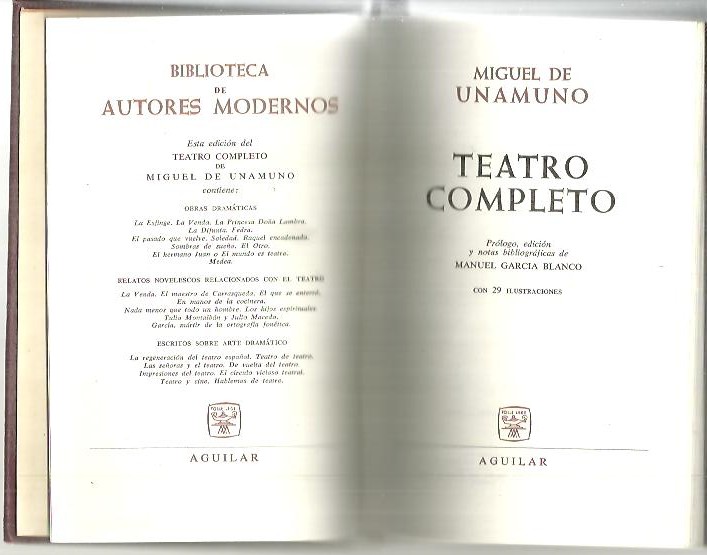 BIBLIOTECA
DE
AUTORES MODERNOS
Esta edición del
TEATRO COMPLETO
DE
MIGUEL DE UNAMUNO
contiene:
OBRAS DRAMÁTICAS
La Esfinge. La Venda. La Princesa Doña Lambra.
La Difunta. Fedra.
El pasado que vuelve. Soledad. Raquel encadenada.
Sombras de sueño. El Otro.
El hermano Juan o El mundo es teatro.
Medea.
RELATOS NOVELESCOS RELACIONADOS CON EL TEATRO
La Venda. El maestro de Carrasqueda. El que se enterró.
En manos de la cocinera.
Nada menos que todo un hombre. Los hijos espirituales.
Tulio Montalbán y Julio Macedo.
García, mártir de la ortografía fonética.
ESCRITOS SOBRE ARTE DRAMÁTICO
La regeneración del teatro español. Teatro de teatro.
Las señoras y el teatro. De vuelta del teatro.
Impresiones del teatro. El círculo vicioso teatral.
Teatro y cine. Hablemos de teatro.
AGUILAR
MIGUEL DE
UNAMUNO
TEATRO
COMPLETO
Prólogo, edición
y notas bibliográficas de
MANUEL GARCIA BLANCO
CON 29 ILUSTRACIONES
AGUILAR